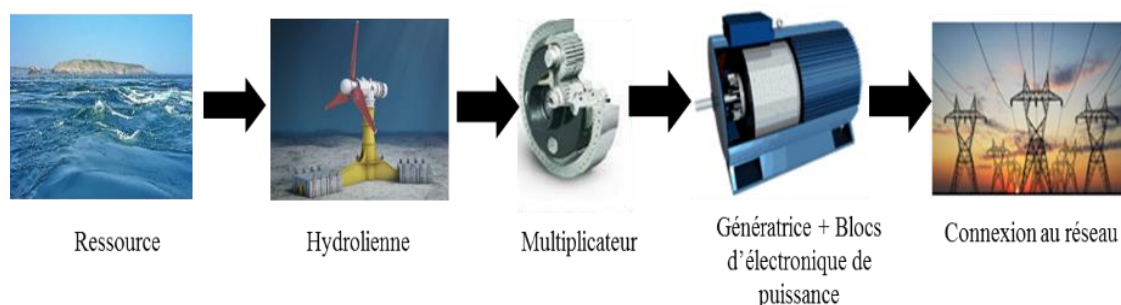 Ressource
Hydrolienne
Multiplicateur
Génératrice + Blocs
d’électronique de
puissance
Connexion au réseau